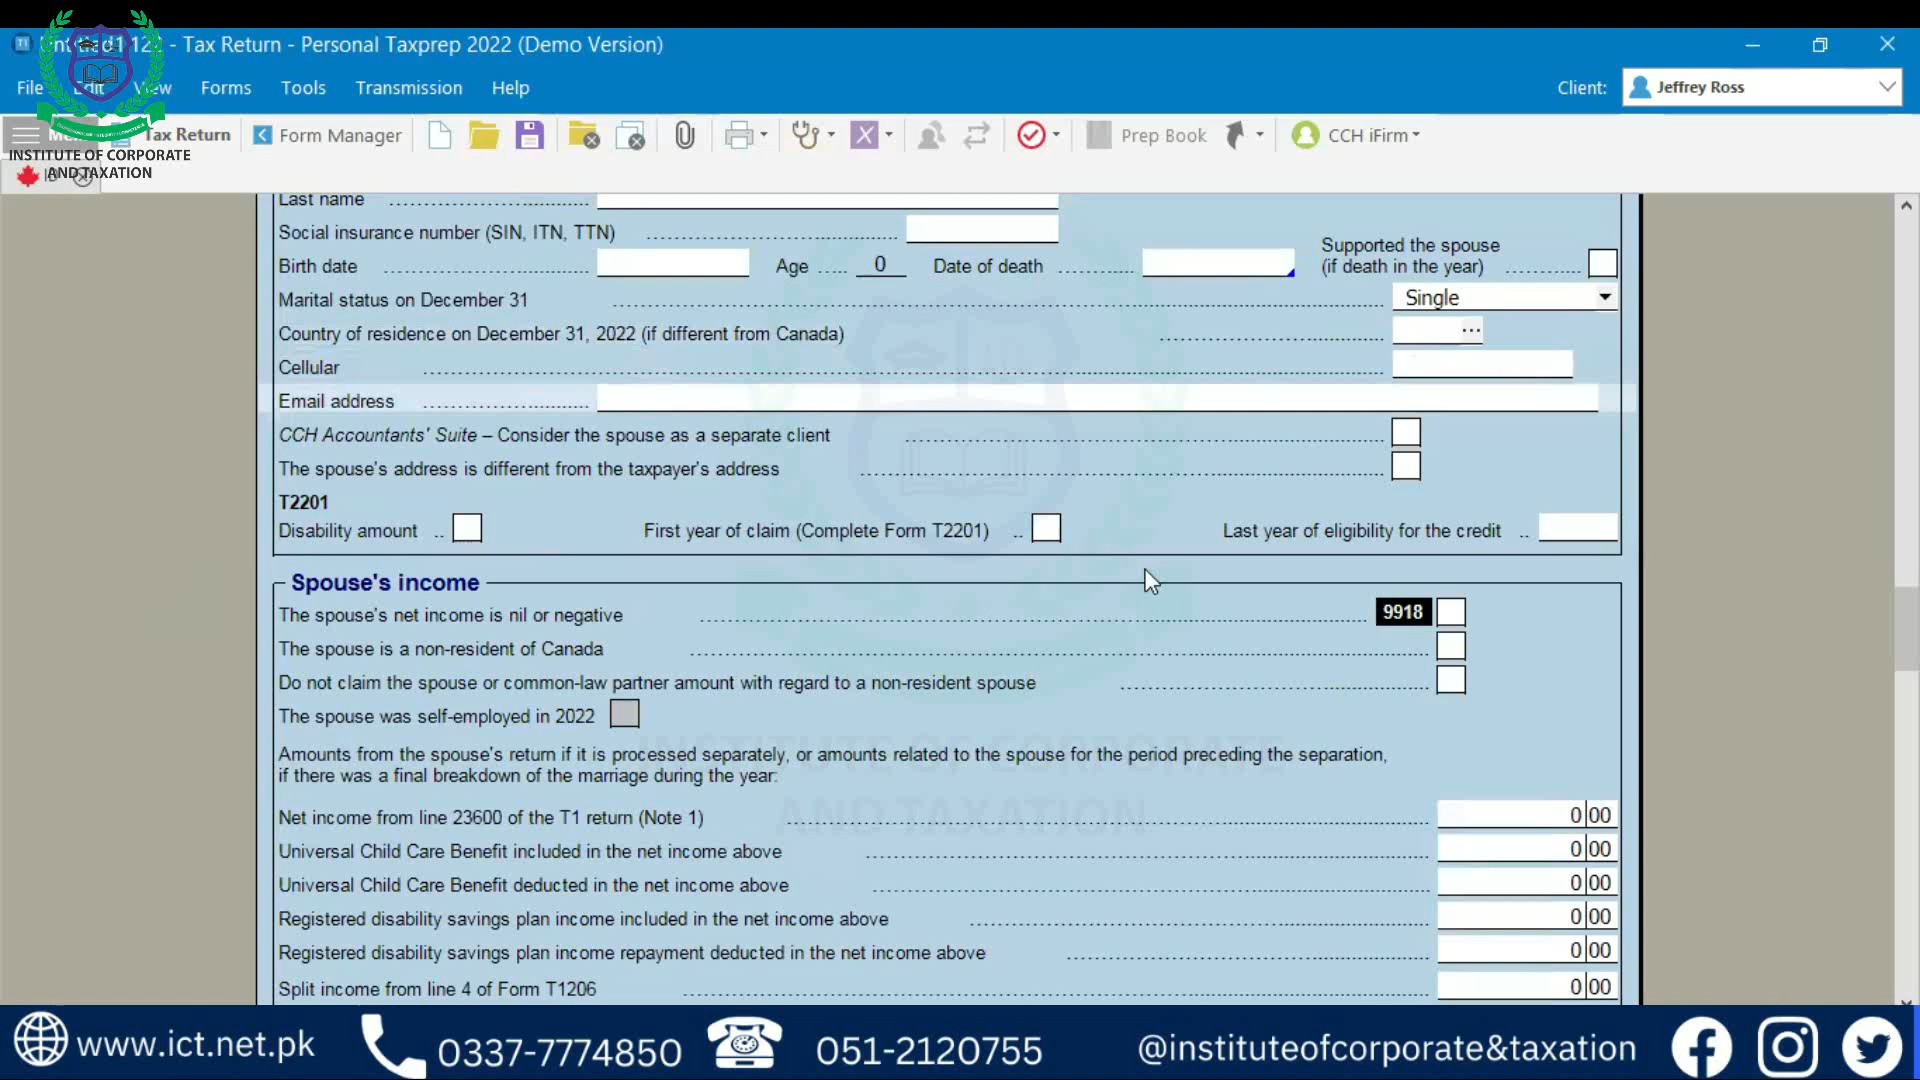 Untitled1.122 - Tax Return - Personal Taxprep 2022 (Demo Version)
File Edit View Forms Tools Transmission Help Client: Jeffrey Ross
Tax Return Form Manager Prep Book CCH iFirm
INSTITUTE OF CORPORATE
AND TAXATION
Last name
Social insurance number (SIN, ITN, TTN)
Supported the spouse
(if death in the year)
Birth date Age 0 Date of death
Marital status on December 31 Single
Country of residence on December 31, 2022 (if different from Canada) ...
Cellular
Email address
CCH Accountants' Suite – Consider the spouse as a separate client
The spouse's address is different from the taxpayer's address
T2201
Disability amount First year of claim (Complete Form T2201) Last year of eligibility for the credit
Spouse's income
The spouse's net income is nil or negative 9918
The spouse is a non-resident of Canada
Do not claim the spouse or common-law partner amount with regard to a non-resident spouse
The spouse was self-employed in 2022
Amounts from the spouse's return if it is processed separately, or amounts related to the spouse for the period preceding the separation,
if there was a final breakdown of the marriage during the year:
Net income from line 23600 of the T1 return (Note 1) 0 00
Universal Child Care Benefit included in the net income above 0 00
Universal Child Care Benefit deducted in the net income above 0 00
Registered disability savings plan income included in the net income above 0 00
Registered disability savings plan income repayment deducted in the net income above 0 00
Split income from line 4 of Form T1206 0 00
INSTITUTE OF CORPORATE
AND TAXATION
www.ict.net.pk 0337-7774850 051-2120755 @instituteofcorporate&taxation